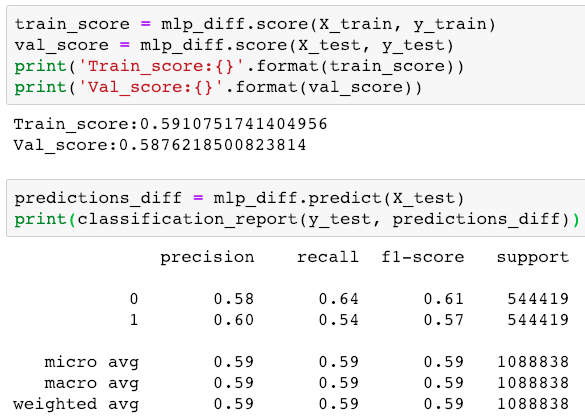 train_score = mlp_diff.score(X_train, y_train)
val_score = mlp_diff.score(X_test, y_test)
print('Train_score:{}'.format(train_score))
print('Val_score:{}'.format(val_score))
Train_score:0.5910751741404956
Val_score:0.5876218500823814
predictions_diff = mlp_diff.predict(X_test)
print(classification_report(y_test, predictions_diff))
precision recall f1-score support
0 0.58 0.64 0.61 544419
1 0.60 0.54 0.57 544419
micro avg 0.59 0.59 0.59 1088838
macro avg 0.59 0.59 0.59 1088838
weighted avg 0.59 0.59 0.59 1088838